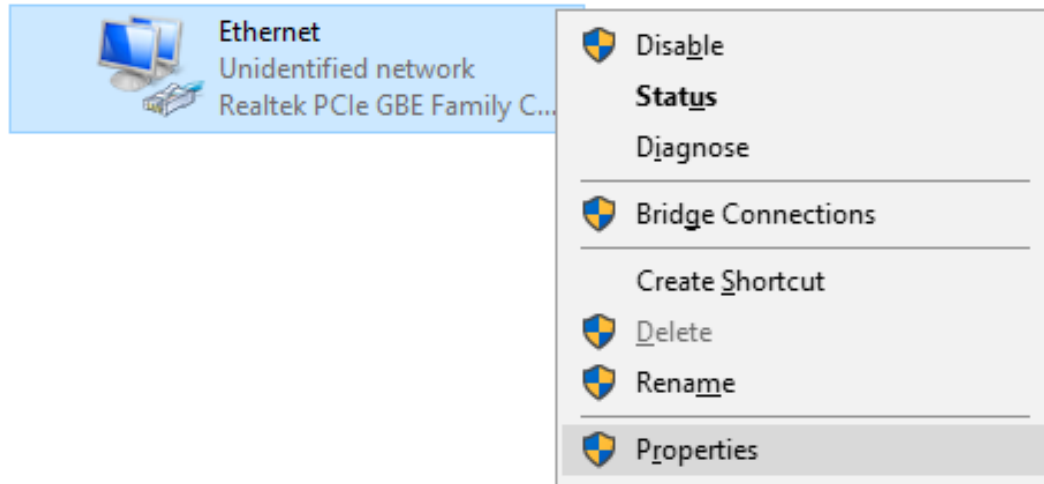 Ethernet
Unidentified network
Realtek PCIe GBE Family C...
Disable
Status
Diagnose
Bridge Connections
Create Shortcut
Delete
Rename
Properties